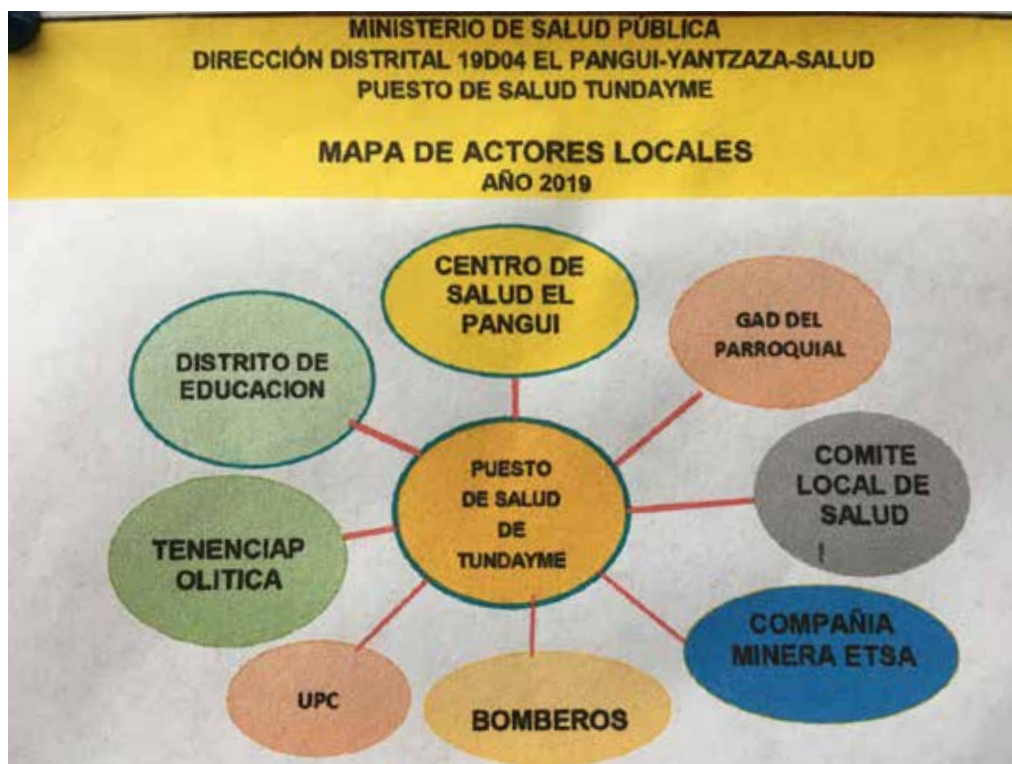 MINISTERIO DE SALUD PÚBLICA
DIRECCIÓN DISTRITAL 19D04 EL PANGUI-YANTZAZA-SALUD
PUESTO DE SALUD TUNDAYME
MAPA DE ACTORES LOCALES
AÑO 2019
CENTRO DE
SALUD EL
PANGUI
GAD DEL
PARROQUIAL
DISTRITO DE
EDUCACION
COMITE
LOCAL DE
SALUD
PUESTO
DE SALUD
DE
TUNDAYME
TENENCIAP
OLITICA
COMPAÑIA
MINERA ETSA
UPC
BOMBEROS